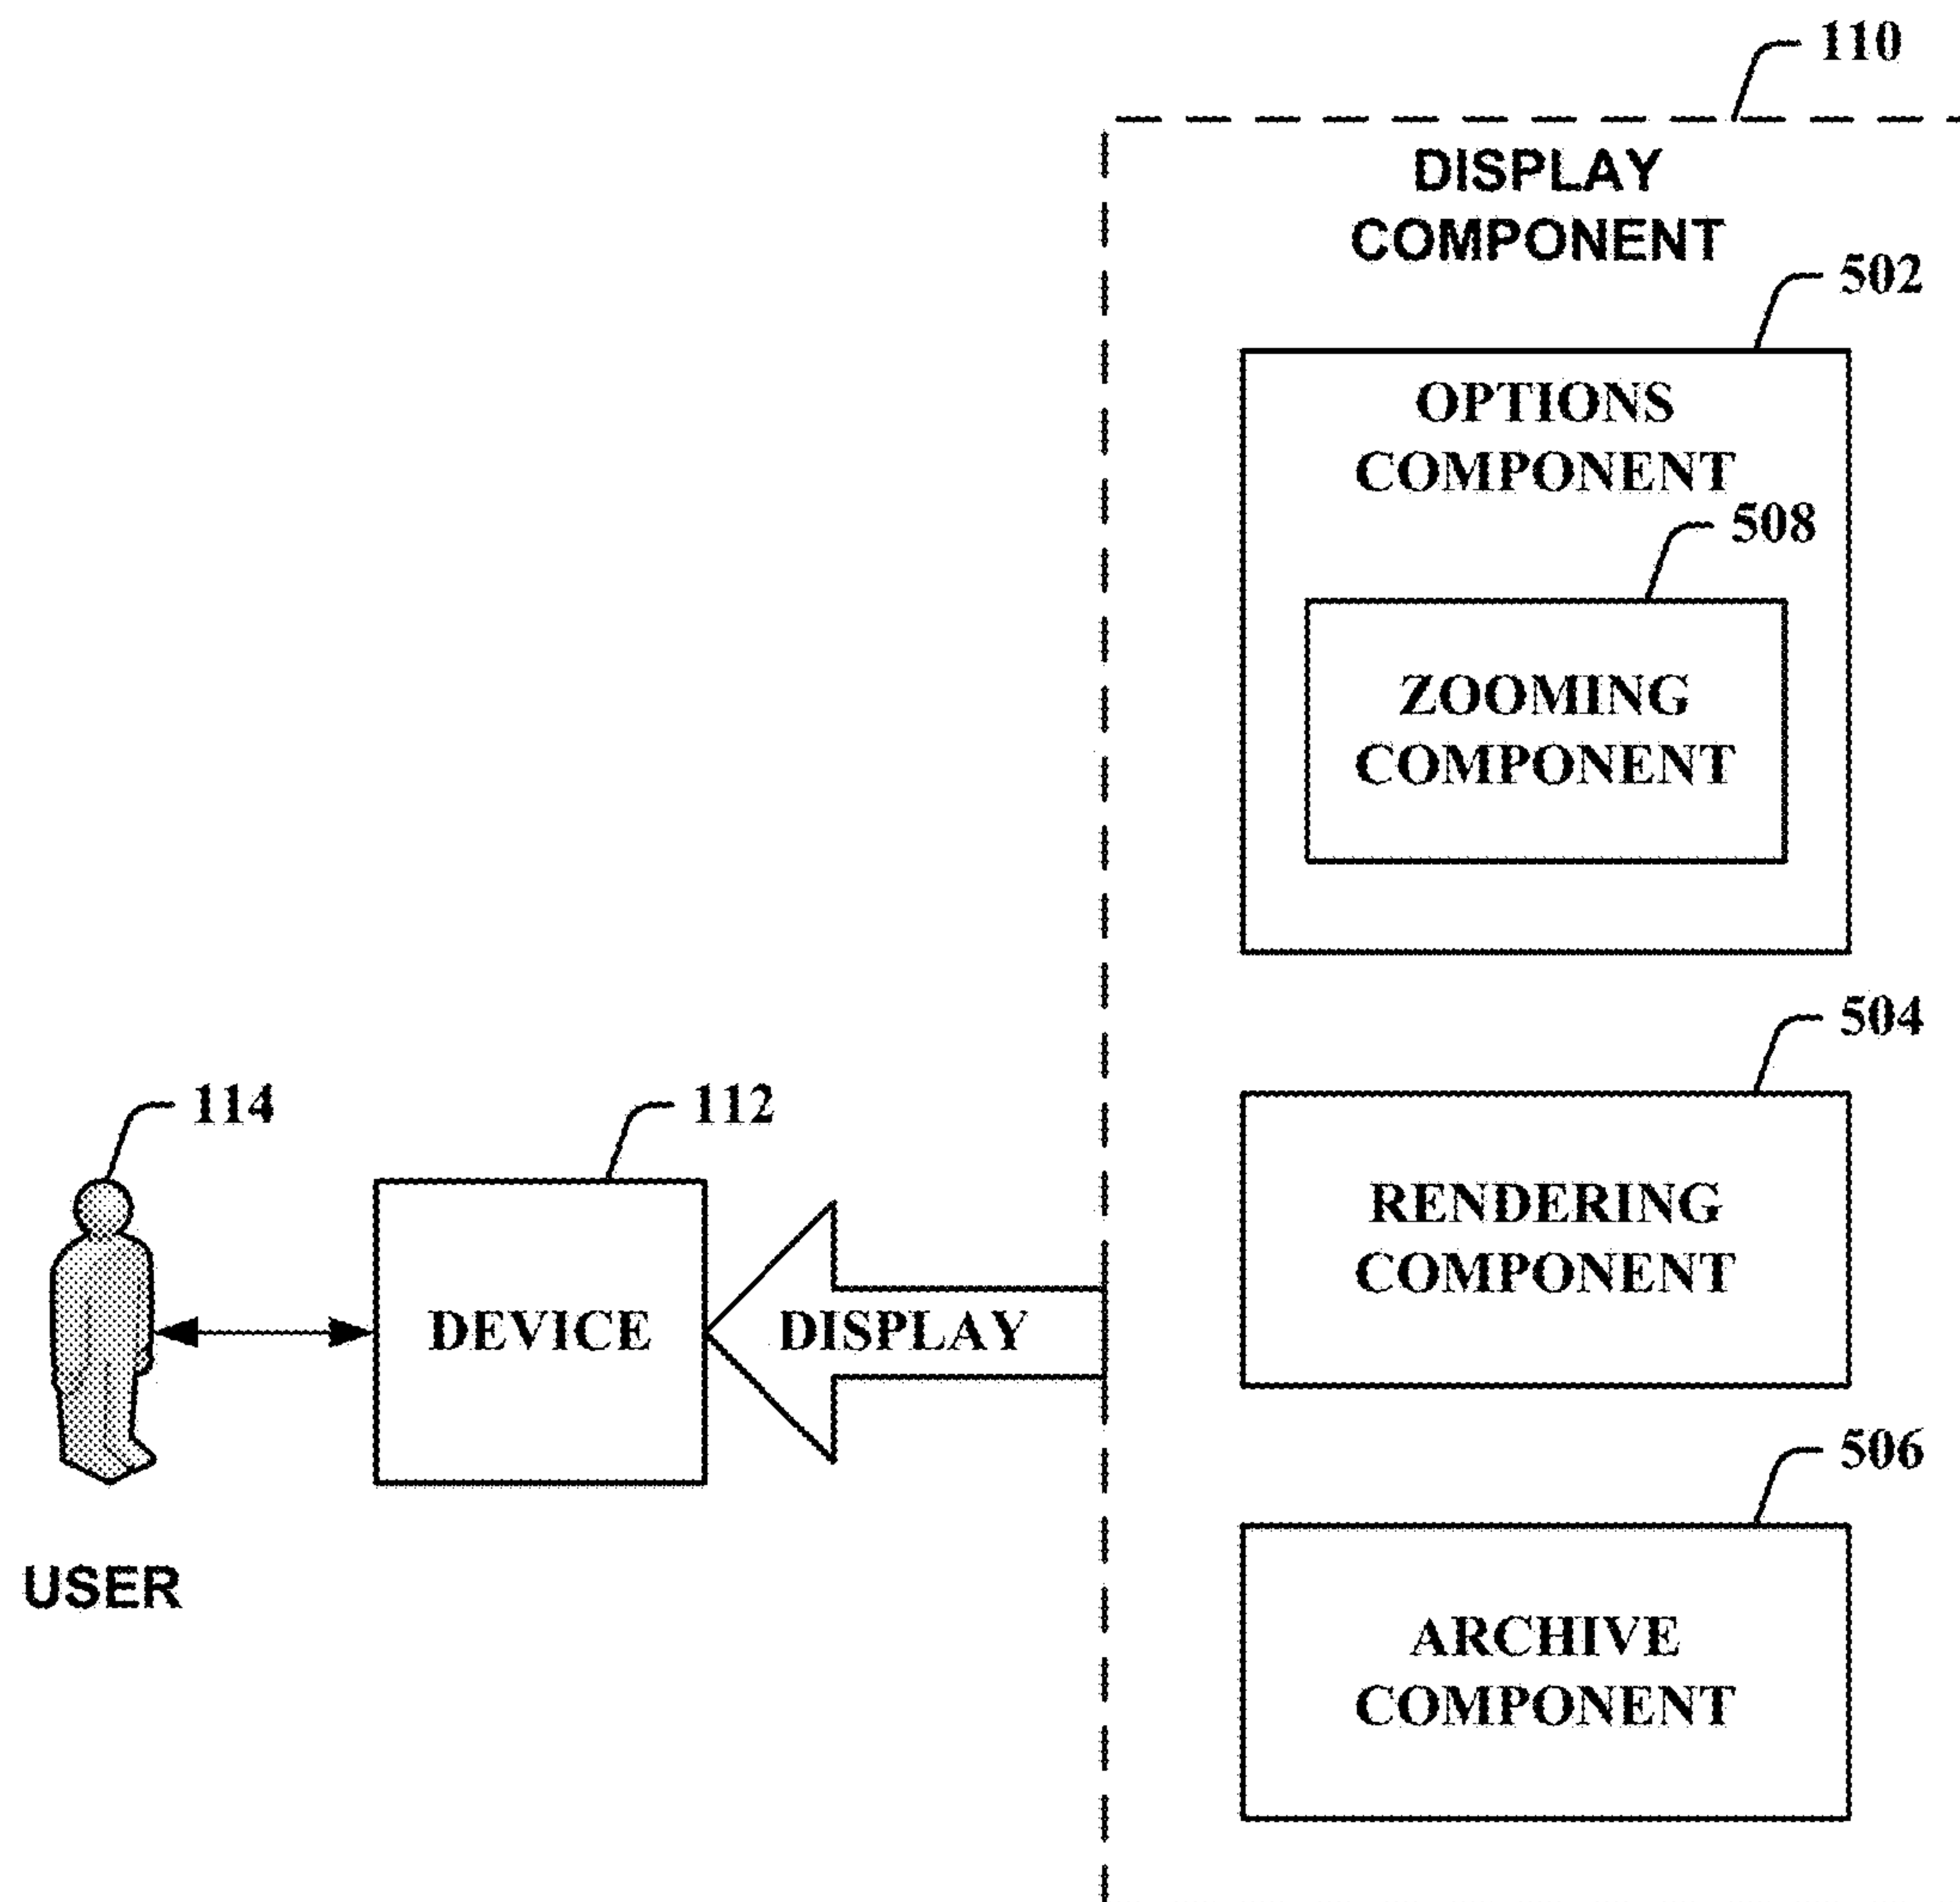 110
DISPLAY
COMPONENT
502
OPTIONS
COMPONENT
508
ZOOMING
COMPONENT
504
RENDERING
COMPONENT
114
112
DEVICE
DISPLAY
USER
506
ARCHIVE
COMPONENT